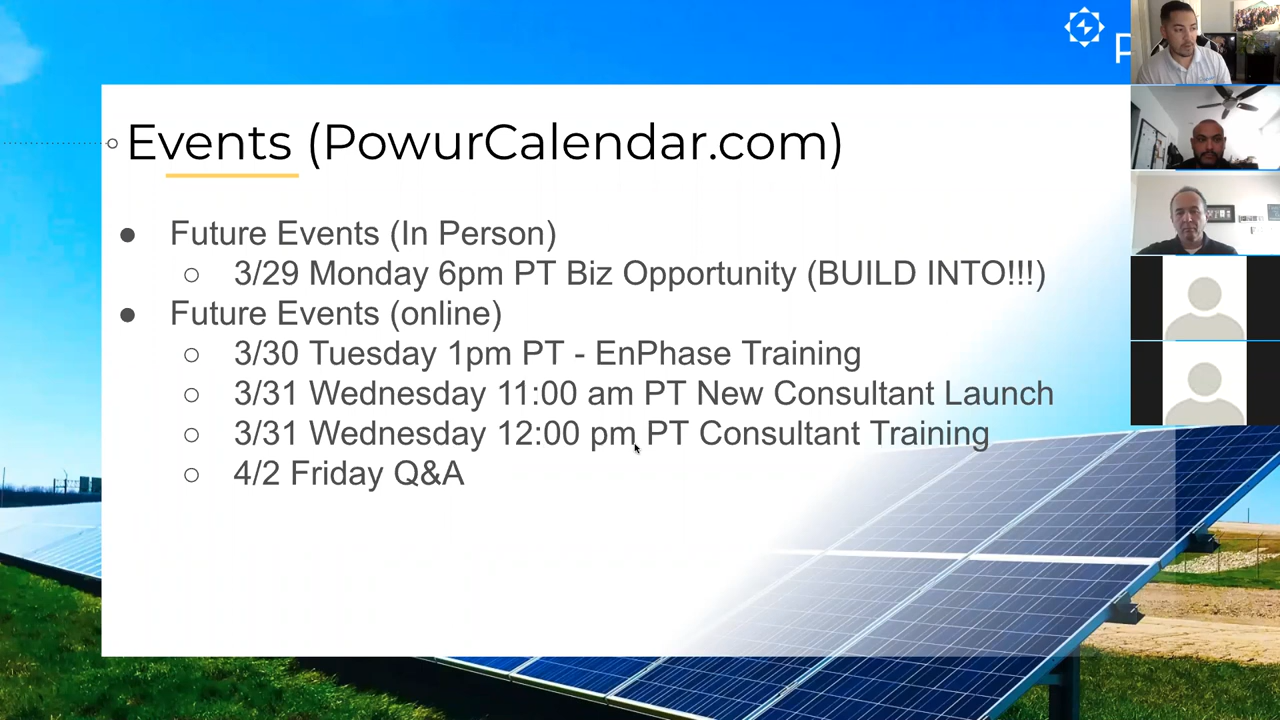 P
Events (PowurCalendar.com)
● Future Events (In Person)
○ 3/29 Monday 6pm PT Biz Opportunity (BUILD INTO!!!)
● Future Events (online)
○ 3/30 Tuesday 1pm PT - EnPhase Training
○ 3/31 Wednesday 11:00 am PT New Consultant Launch
○ 3/31 Wednesday 12:00 pm PT Consultant Training
○ 4/2 Friday Q&A